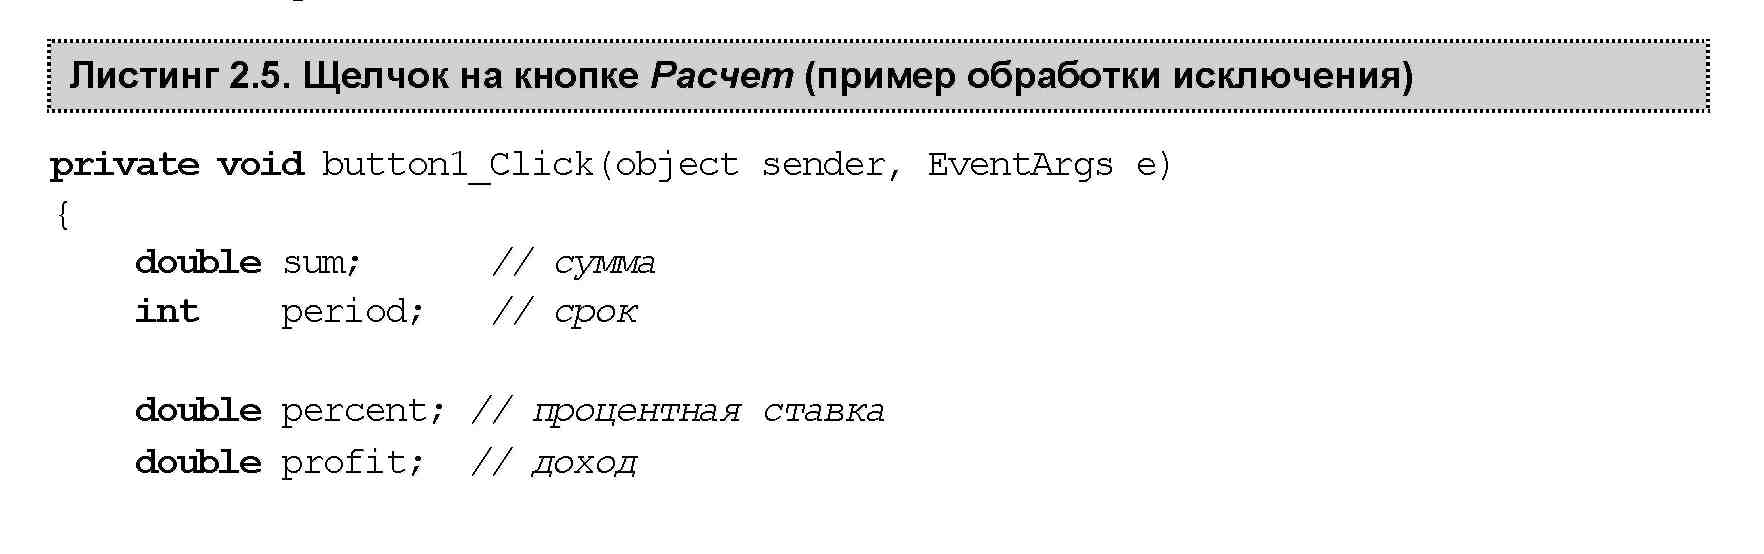 Листинг 2.5. Щелчок на кнопке Расчет (пример обработки исключения)
private void button1_Click(object sender, EventArgs e)
{
    double sum;      // сумма
    int    period;   // срок
    double percent; // процентная ставка
    double profit;  // доход